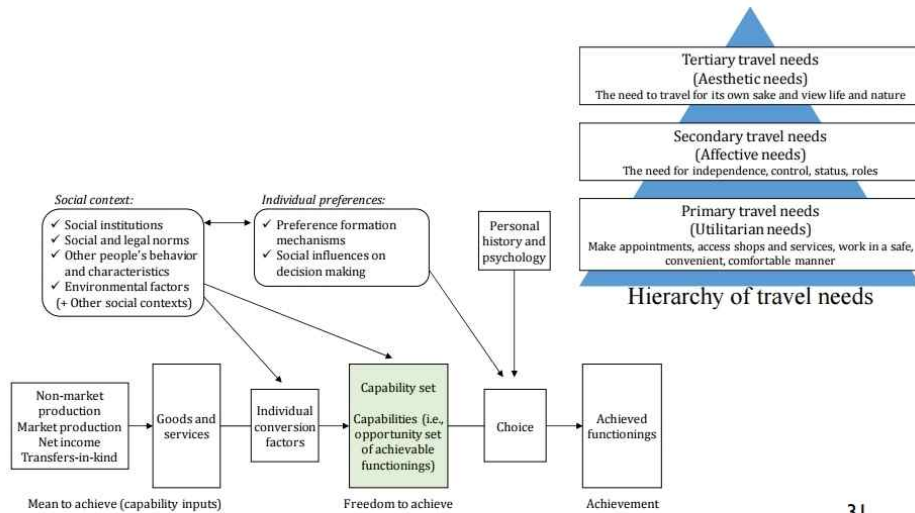 Tertiary travel needs
(Aesthetic needs)
The need to travel for its own sake and view life and nature
Secondary travel needs
(Affective needs)
The need for independence, control, status, roles
Primary travel needs
(Utilitarian needs)
Make appointments, access shops and services, work in a safe,
convenient, comfortable manner
Hierarchy of travel needs
Social context:
✓ Social institutions
✓ Social and legal norms
✓ Other people's behavior
and characteristics
✓ Environmental factors
(+ Other social contexts)
Individual preferences:
✓ Preference formation
mechanisms
✓ Social influences on
decision making
Personal
history and
psychology
Non-market
production
Market production
Net income
Transfers-in-kind
Goods and
services
Individual
conversion
factors
Capability set
Capabilities (i.e.,
opportunity set
of achievable
functionings)
Choice
Achieved
functionings
Mean to achieve (capability inputs)
Freedom to achieve
Achievement
31